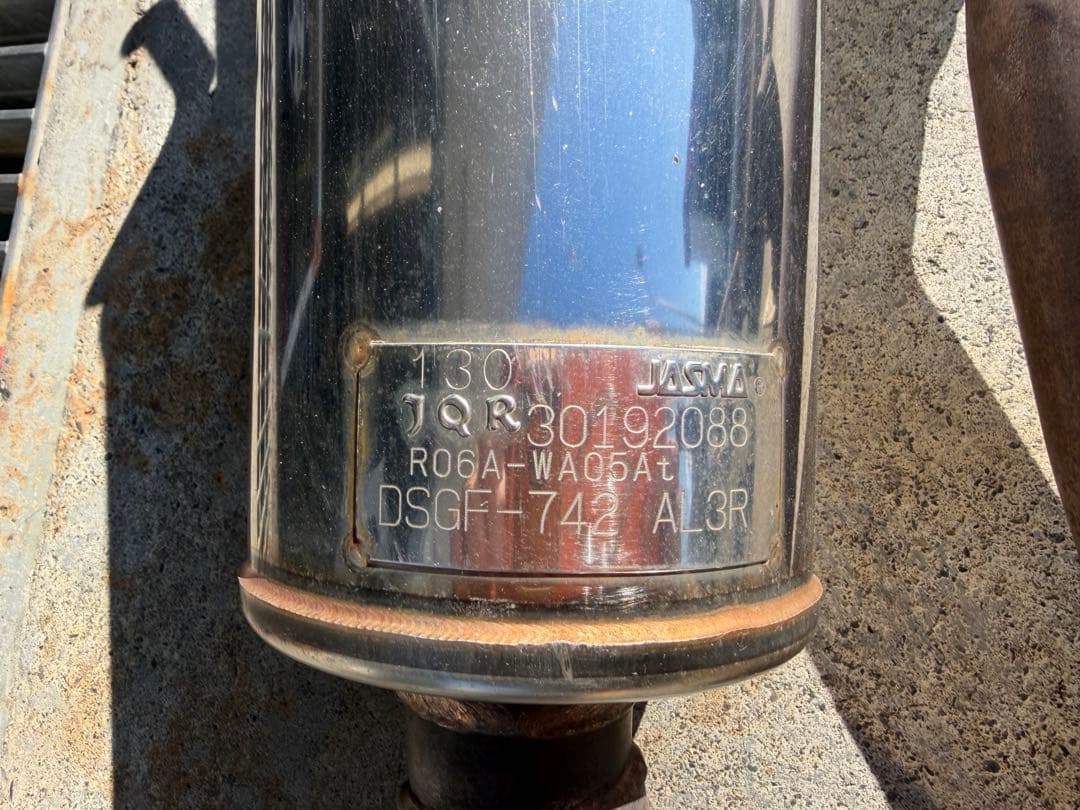 130 JASMA®
JQR30192088
R06A-WA05At
DSGF-742 AL3R